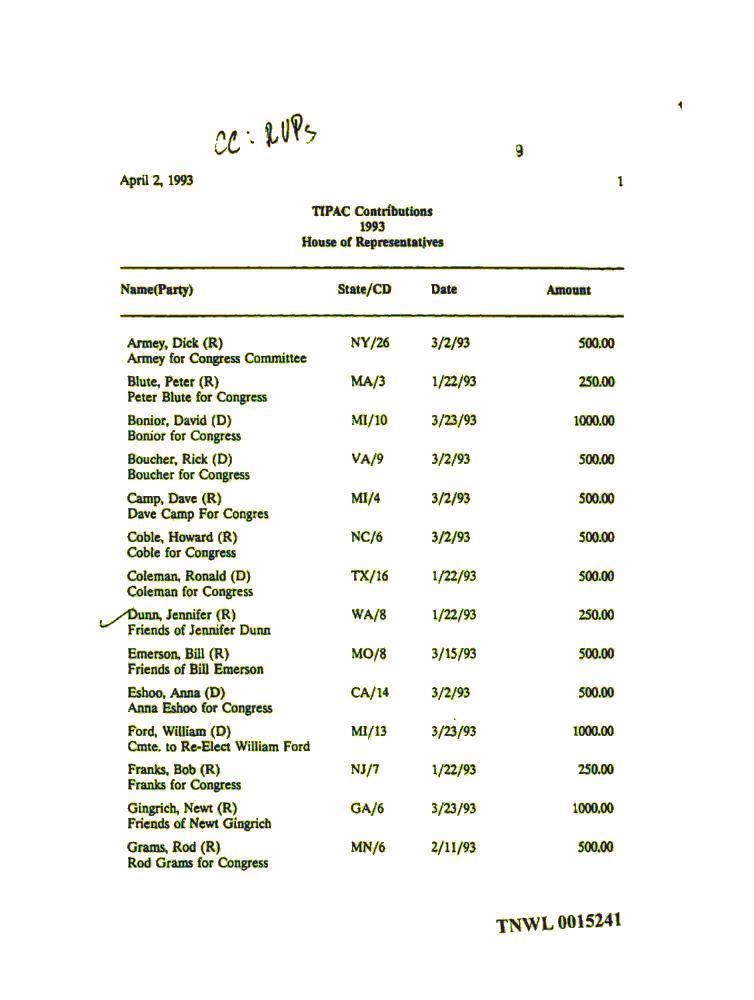 CC: RVPs
9
April 2, 1993 1
TIPAC Contributions
1993
House of Representatives
Name(Party) State/CD Date Amount
Armey, Dick (R) NY/26 3/2/93 500.00
Armey for Congress Committee
Blute, Peter (R) MA/3 1/22/93 250.00
Peter Blute for Congress
Bonior, David (D) MI/10 3/23/93 1000.00
Bonior for Congress
Boucher, Rick (D) VA/9 3/2/93 500.00
Boucher for Congress
Camp, Dave (R) MI/4 3/2/93 500.00
Dave Camp For Congres
Coble, Howard (R) NC/6 3/2/93 500.00
Coble for Congress
Coleman, Ronald (D) TX/16 1/22/93 500.00
Coleman for Congress
Dunn, Jennifer (R) WA/8 1/22/93 250.00
Friends of Jennifer Dunn
Emerson, Bill (R) MO/8 3/15/93 500.00
Friends of Bill Emerson
Eshoo, Anna (D) CA/14 3/2/93 500.00
Anna Eshoo for Congress
Ford, William (D) MI/13 3/23/93 1000.00
Cmte. to Re-Elect William Ford
Franks, Bob (R) NJ/7 1/22/93 250.00
Franks for Congress
Gingrich, Newt (R) GA/6 3/23/93 1000.00
Friends of Newt Gingrich
Grams, Rod (R) MN/6 2/11/93 500.00
Rod Grams for Congress
TNWL 0015241